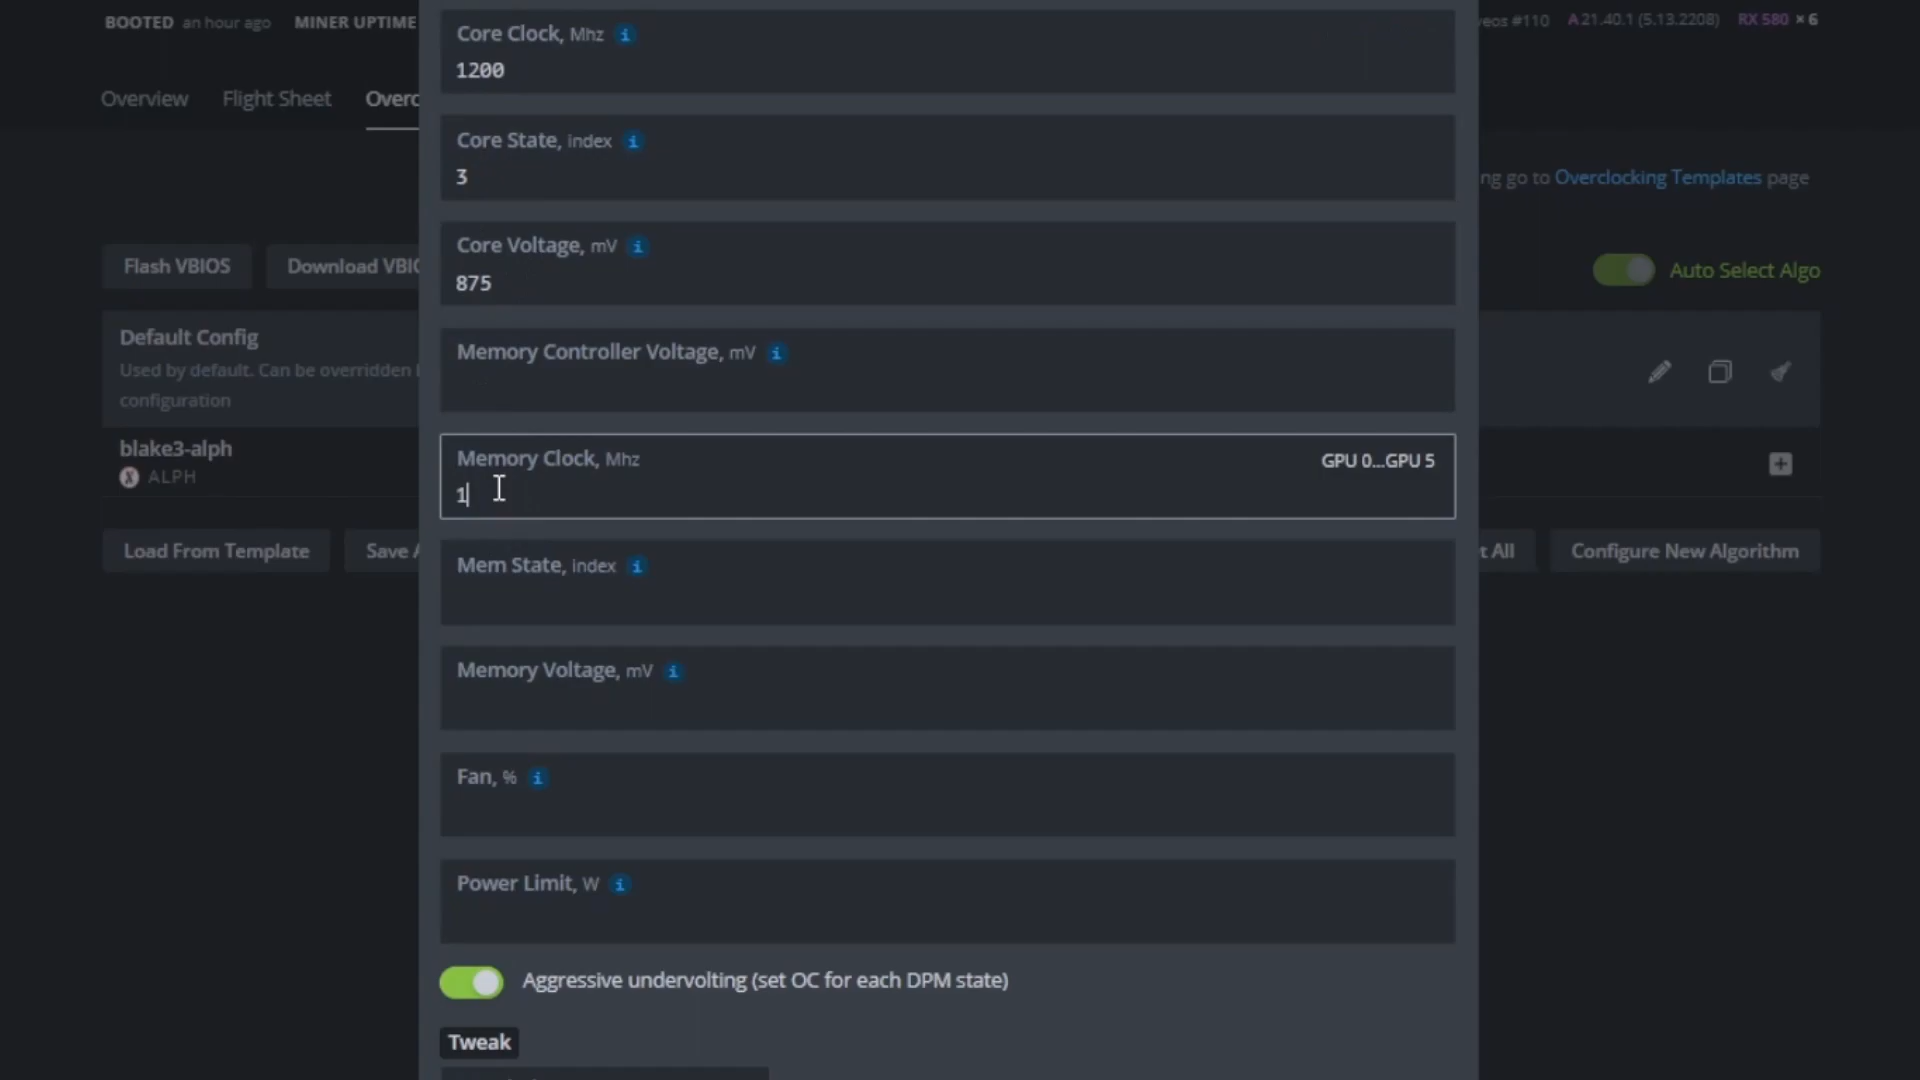 BOOTED an hour ago MINER UPTIME
#110 A 21.40.1 (5.13.2208) RX 580 × 6
Overview Flight Sheet
Core Clock, Mhz i
1200
Core State, index i
3
go to Overclocking Templates page
Core Voltage, mV i
875
Flash VBIOS Download
Auto Select Algo
Default Config
Used by default. Can be overridden
configuration
Memory Controller Voltage, mV i
blake3-alph
ALPH
Memory Clock, Mhz GPU 0...GPU 5
1
Load From Template Save
All Configure New Algorithm
Mem State, index i
Memory Voltage, mV i
Fan, % i
Power Limit, W i
Aggressive undervolting (set OC for each DPM state)
Tweak